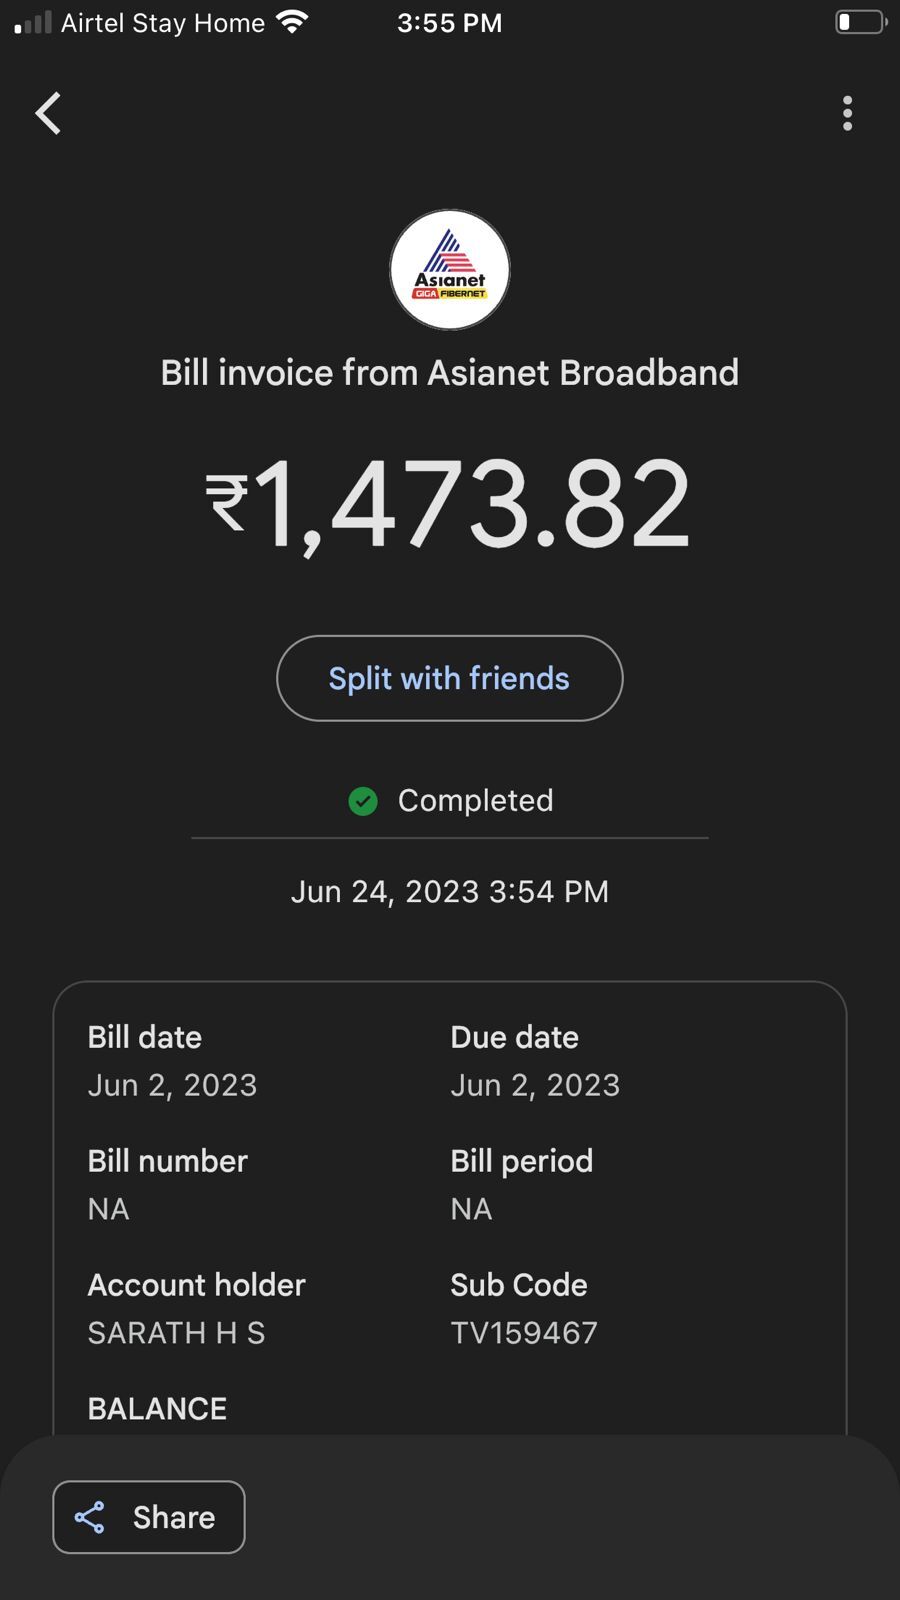 Airtel Stay Home 3:55 PM
Asianet
GIGA FIBERNET
Bill invoice from Asianet Broadband
₹1,473.82
Split with friends
Completed
Jun 24, 2023 3:54 PM
Bill date Due date
Jun 2, 2023 Jun 2, 2023
Bill number Bill period
NA NA
Account holder Sub Code
SARATH H S TV159467
BALANCE
Share